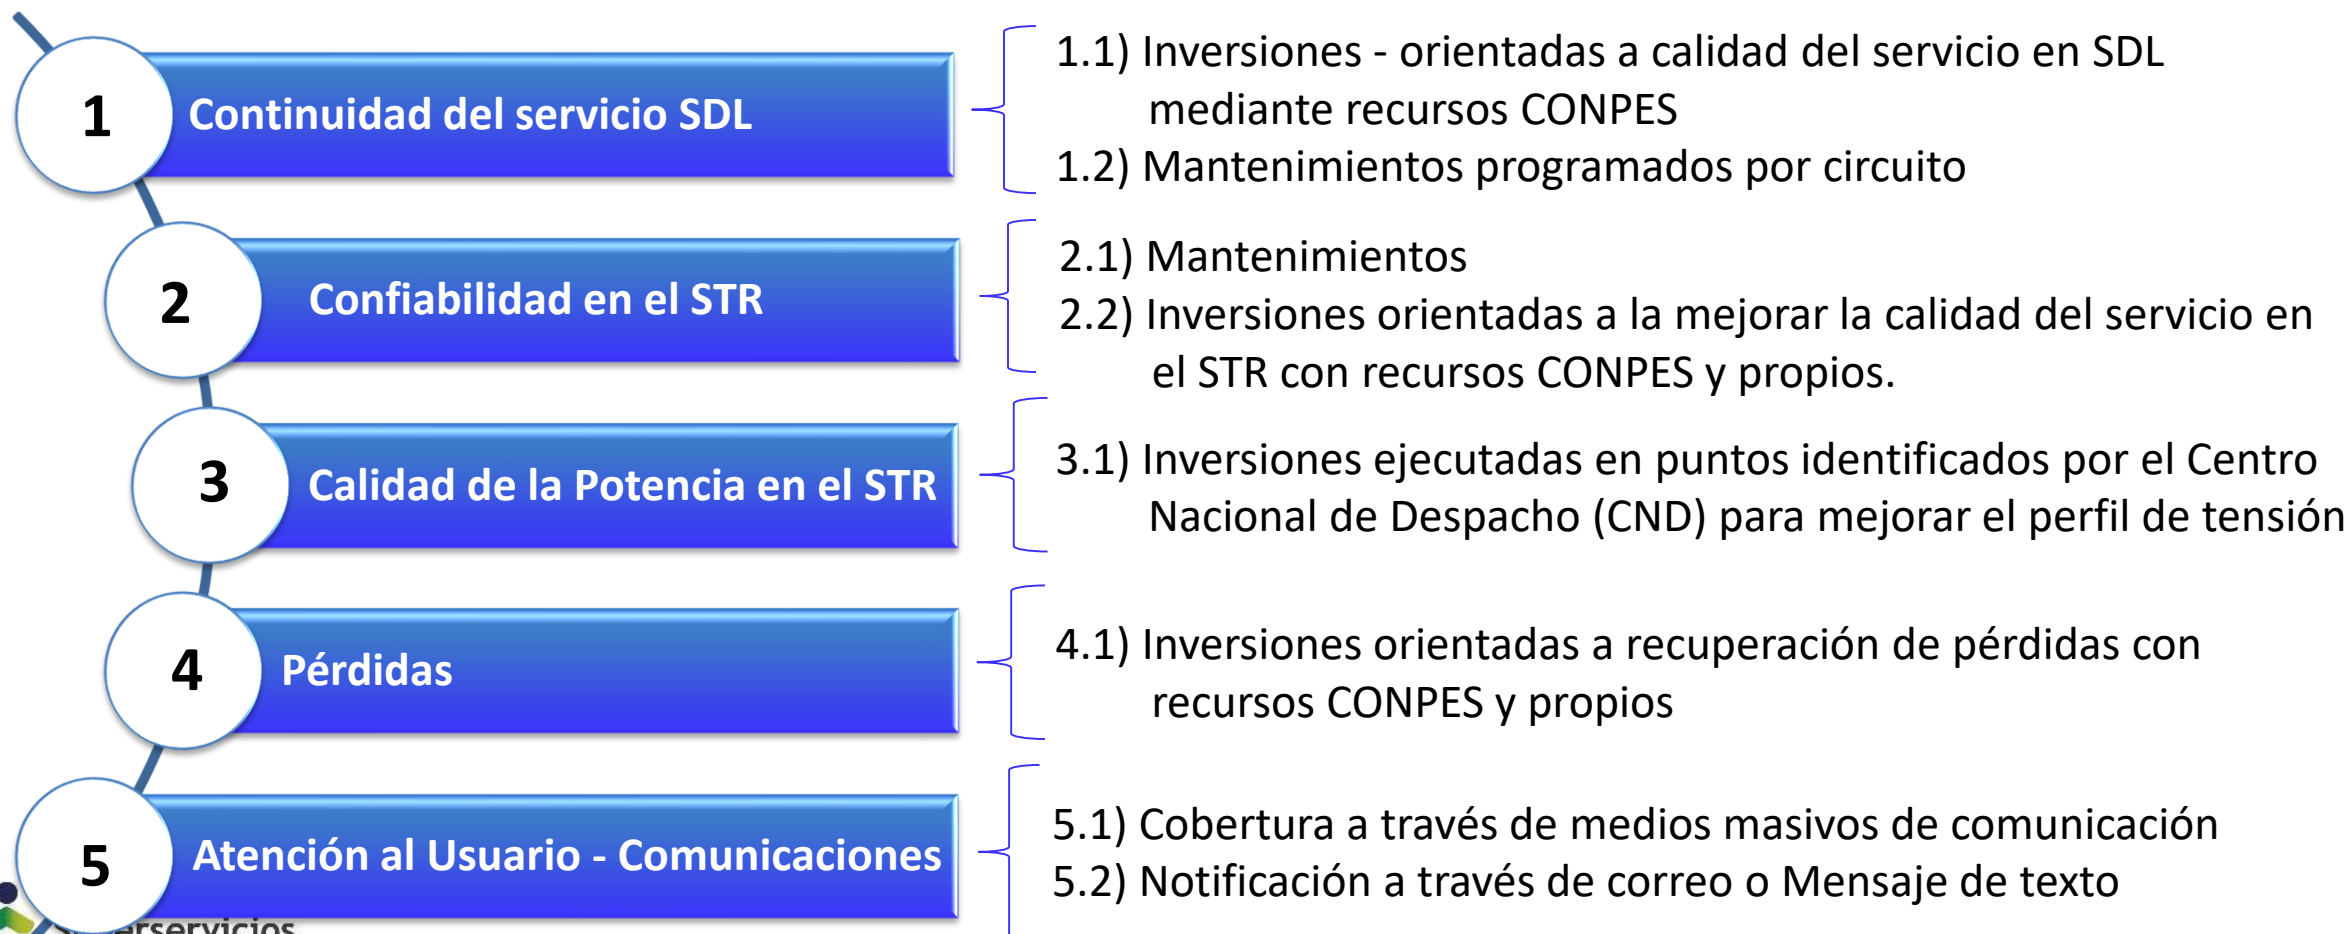 1
Continuidad del servicio SDL
1.1) Inversiones - orientadas a calidad del servicio en SDL
mediante recursos CONPES
1.2) Mantenimientos programados por circuito
2
Confiabilidad en el STR
2.1) Mantenimientos
2.2) Inversiones orientadas a la mejorar la calidad del servicio en
el STR con recursos CONPES y propios.
3
Calidad de la Potencia en el STR
3.1) Inversiones ejecutadas en puntos identificados por el Centro
Nacional de Despacho (CND) para mejorar el perfil de tensión
4
Pérdidas
4.1) Inversiones orientadas a recuperación de pérdidas con
recursos CONPES y propios
5
Atención al Usuario - Comunicaciones
5.1) Cobertura a través de medios masivos de comunicación
5.2) Notificación a través de correo o Mensaje de texto